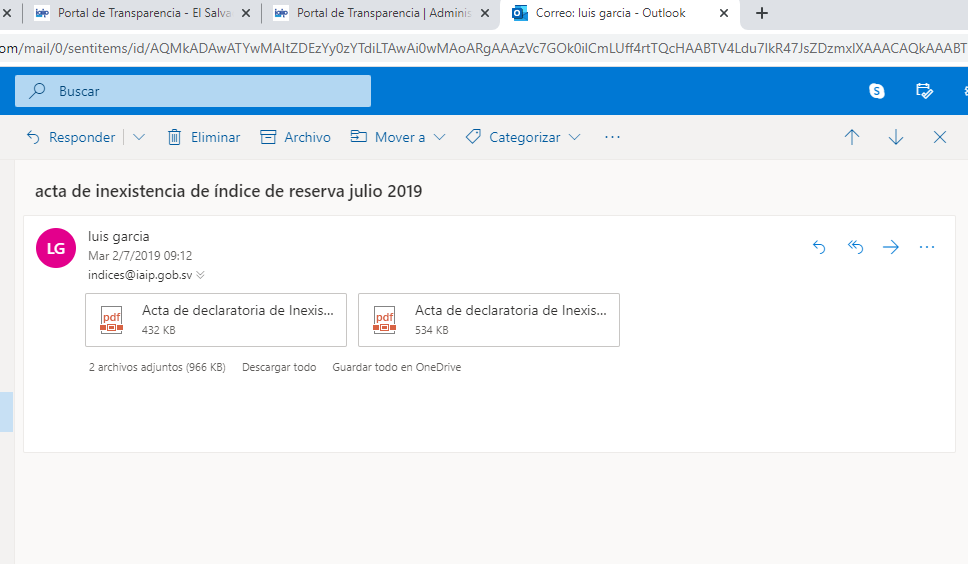 Portal de Transparencia - El Salva
Portal de Transparencia | Adminis
Correo: luis garcia - Outlook
om/mail/0/sentitems/id/
Buscar
Responder
Eliminar
Archivo
Mover a
Categorizar
acta de inexistencia de índice de reserva julio 2019
LG
luis garcia
Mar 2/7/2019 09:12
indices@iaip.gob.sv
pdf
Acta de declaratoria de Inexis...
432 KB
pdf
Acta de declaratoria de Inexis...
534 KB
2 archivos adjuntos (966 KB) Descargar todo Guardar todo en OneDrive